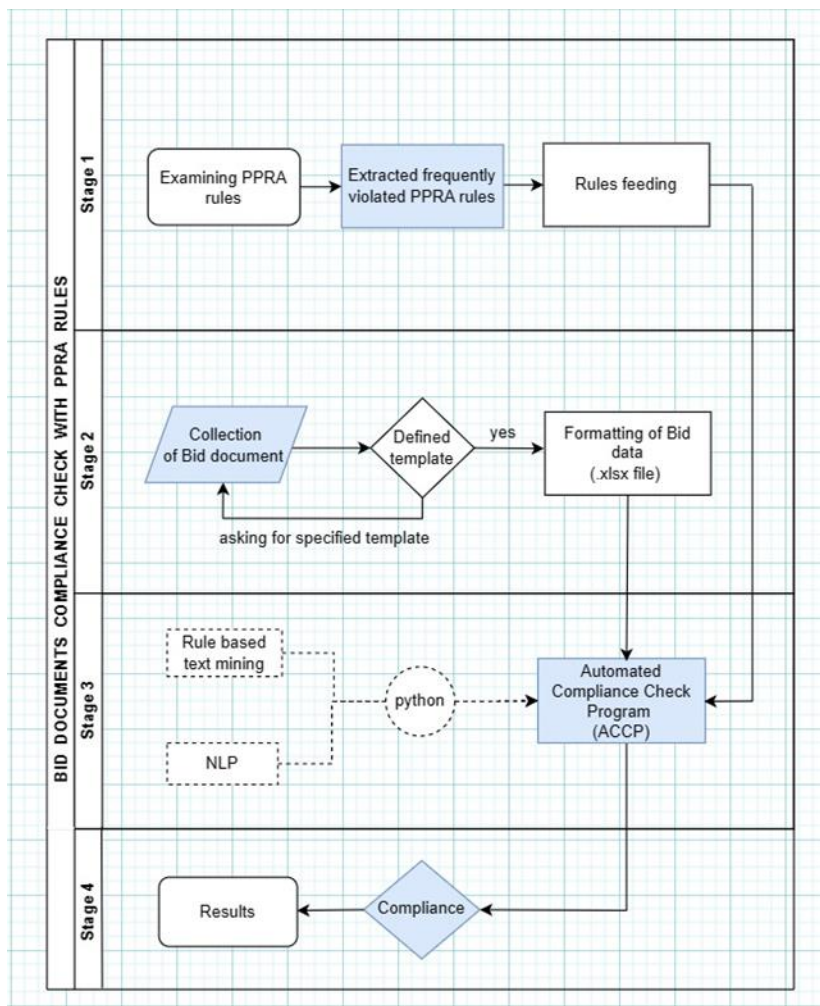 BID DOCUMENTS COMPLIANCE CHECK WITH PPRA RULES
Stage 1
Examining PPRA
rules
Extracted frequently
violated PPRA rules
Rules feeding
Stage 2
Collection
of Bid document
Defined
template
yes
Formatting of Bid
data
(.xlsx file)
asking for specified template
Stage 3
Rule based
text mining
NLP
python
Automated
Compliance Check
Program
(ACCP)
Stage 4
Results
Compliance